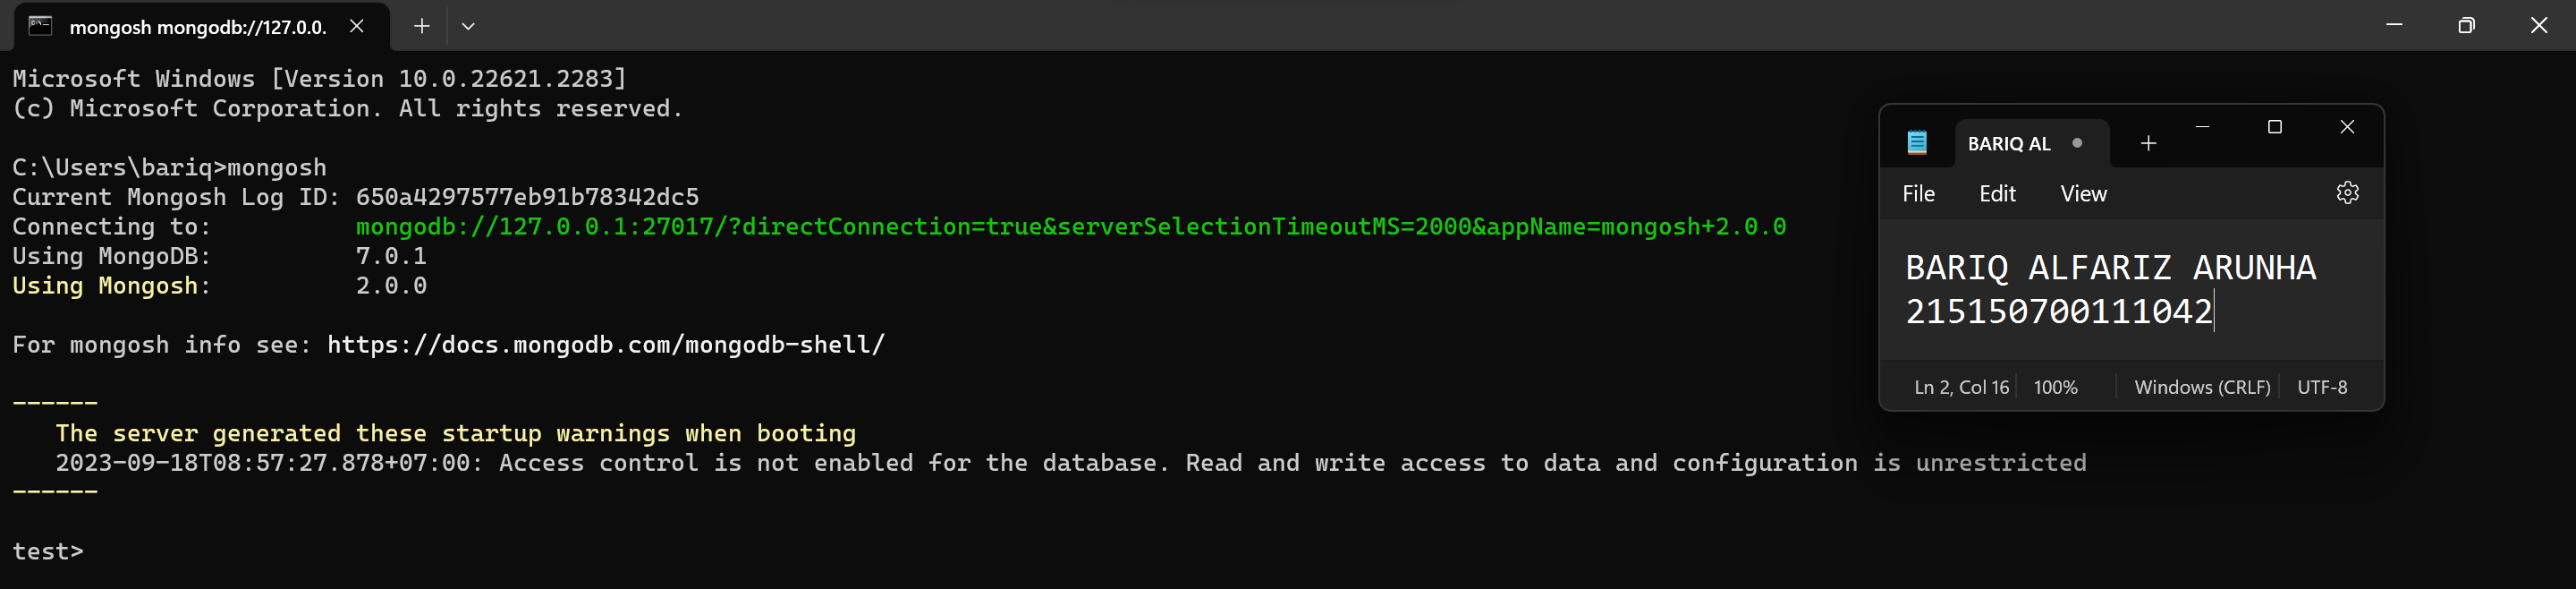 mongosh mongodb://127.0.0.
Microsoft Windows [Version 10.0.22621.2283]
(c) Microsoft Corporation. All rights reserved.
C:\Users\bariq>mongosh
Current Mongosh Log ID: 650a4297577eb91b78342dc5
Connecting to: mongodb://127.0.0.1:27017/?directConnection=true&serverSelectionTimeoutMS=2000&appName=mongosh+2.0.0
Using MongoDB: 7.0.1
Using Mongosh: 2.0.0
For mongosh info see: https://docs.mongodb.com/mongodb-shell/
------
The server generated these startup warnings when booting
2023-09-18T08:57:27.878+07:00: Access control is not enabled for the database. Read and write access to data and configuration is unrestricted
------
test>
BARIQ AL
File Edit View
BARIQ ALFARIZ ARUNHA
215150700111042
Ln 2, Col 16 100% Windows (CRLF) UTF-8